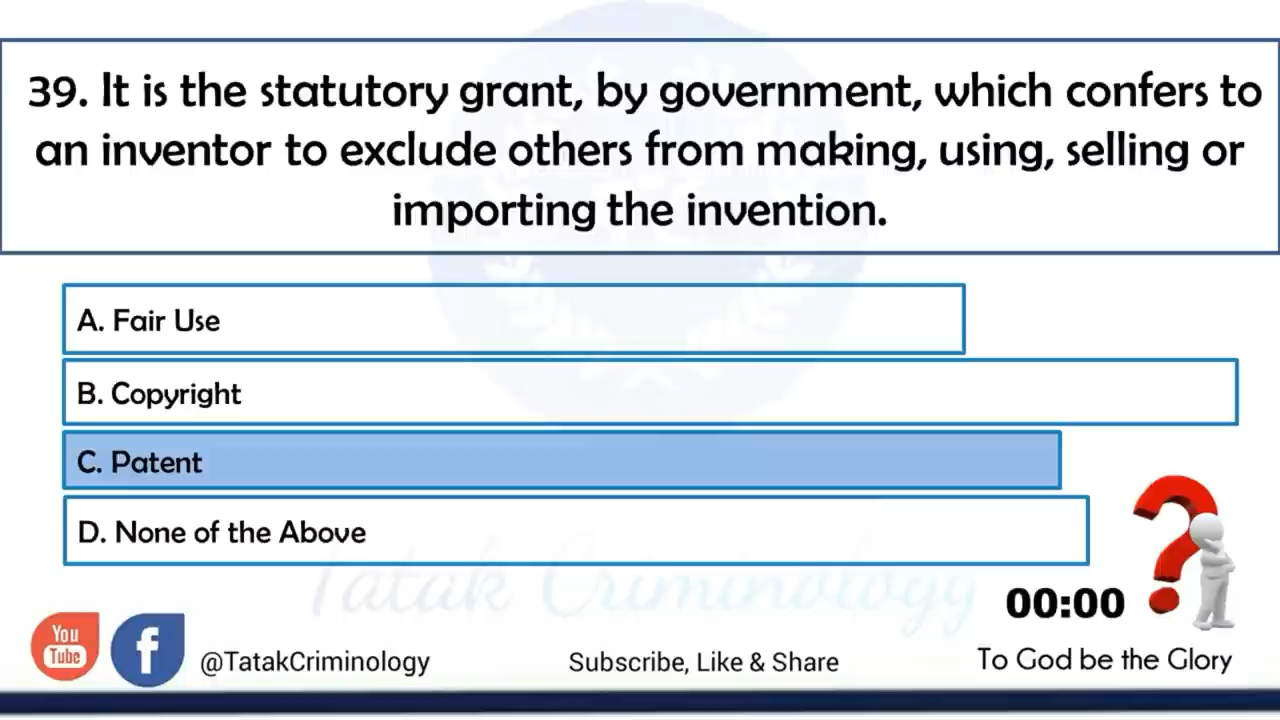 39. It is the statutory grant, by government, which confers to
an inventor to exclude others from making, using, selling or
importing the invention.
A. Fair Use
B. Copyright
C. Patent
D. None of the Above
Tatak Criminology
00:00
You
Tube
f
@TatakCriminology
Subscribe, Like & Share
To God be the Glory